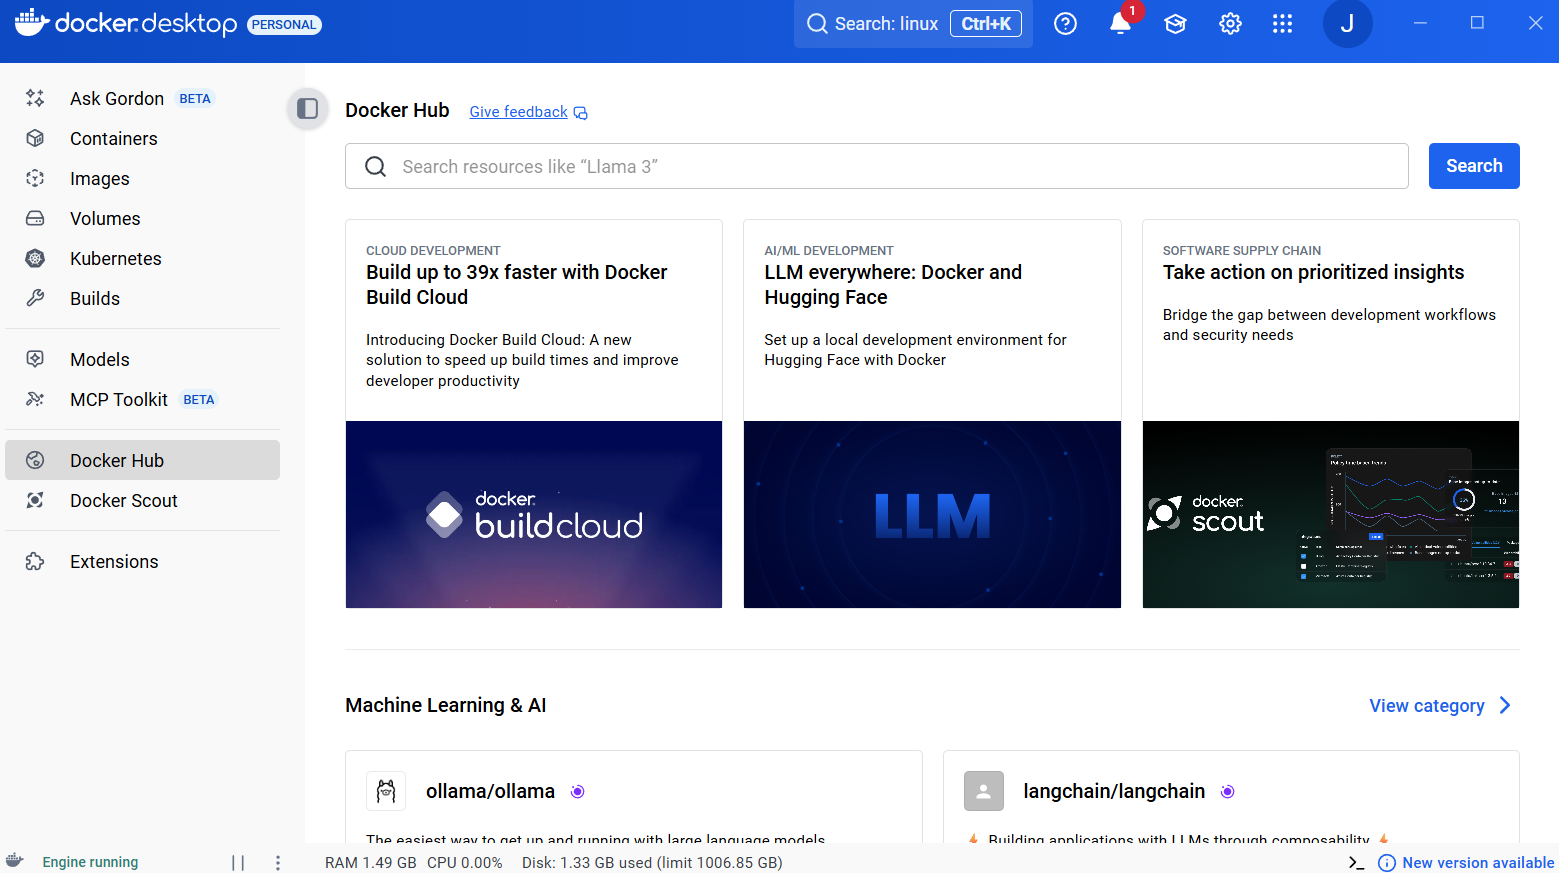 docker.desktop PERSONAL
Search: linux Ctrl+K
1
J
Ask Gordon BETA
Containers
Images
Volumes
Kubernetes
Builds
Models
MCP Toolkit BETA
Docker Hub
Docker Scout
Extensions
Docker Hub Give feedback
Search resources like “Llama 3”
Search
CLOUD DEVELOPMENT
Build up to 39x faster with Docker
Build Cloud
Introducing Docker Build Cloud: A new
solution to speed up build times and improve
developer productivity
docker.
buildcloud
AI/ML DEVELOPMENT
LLM everywhere: Docker and
Hugging Face
Set up a local development environment for
Hugging Face with Docker
LLM
SOFTWARE SUPPLY CHAIN
Take action on prioritized insights
Bridge the gap between development workflows
and security needs
docker.
scout
Machine Learning & AI
View category
ollama/ollama
The easiest way to get up and running with large language models
langchain/langchain
Building applications with LLMs through composability
Engine running
RAM 1.49 GB CPU 0.00% Disk: 1.33 GB used (limit 1006.85 GB)
New version available